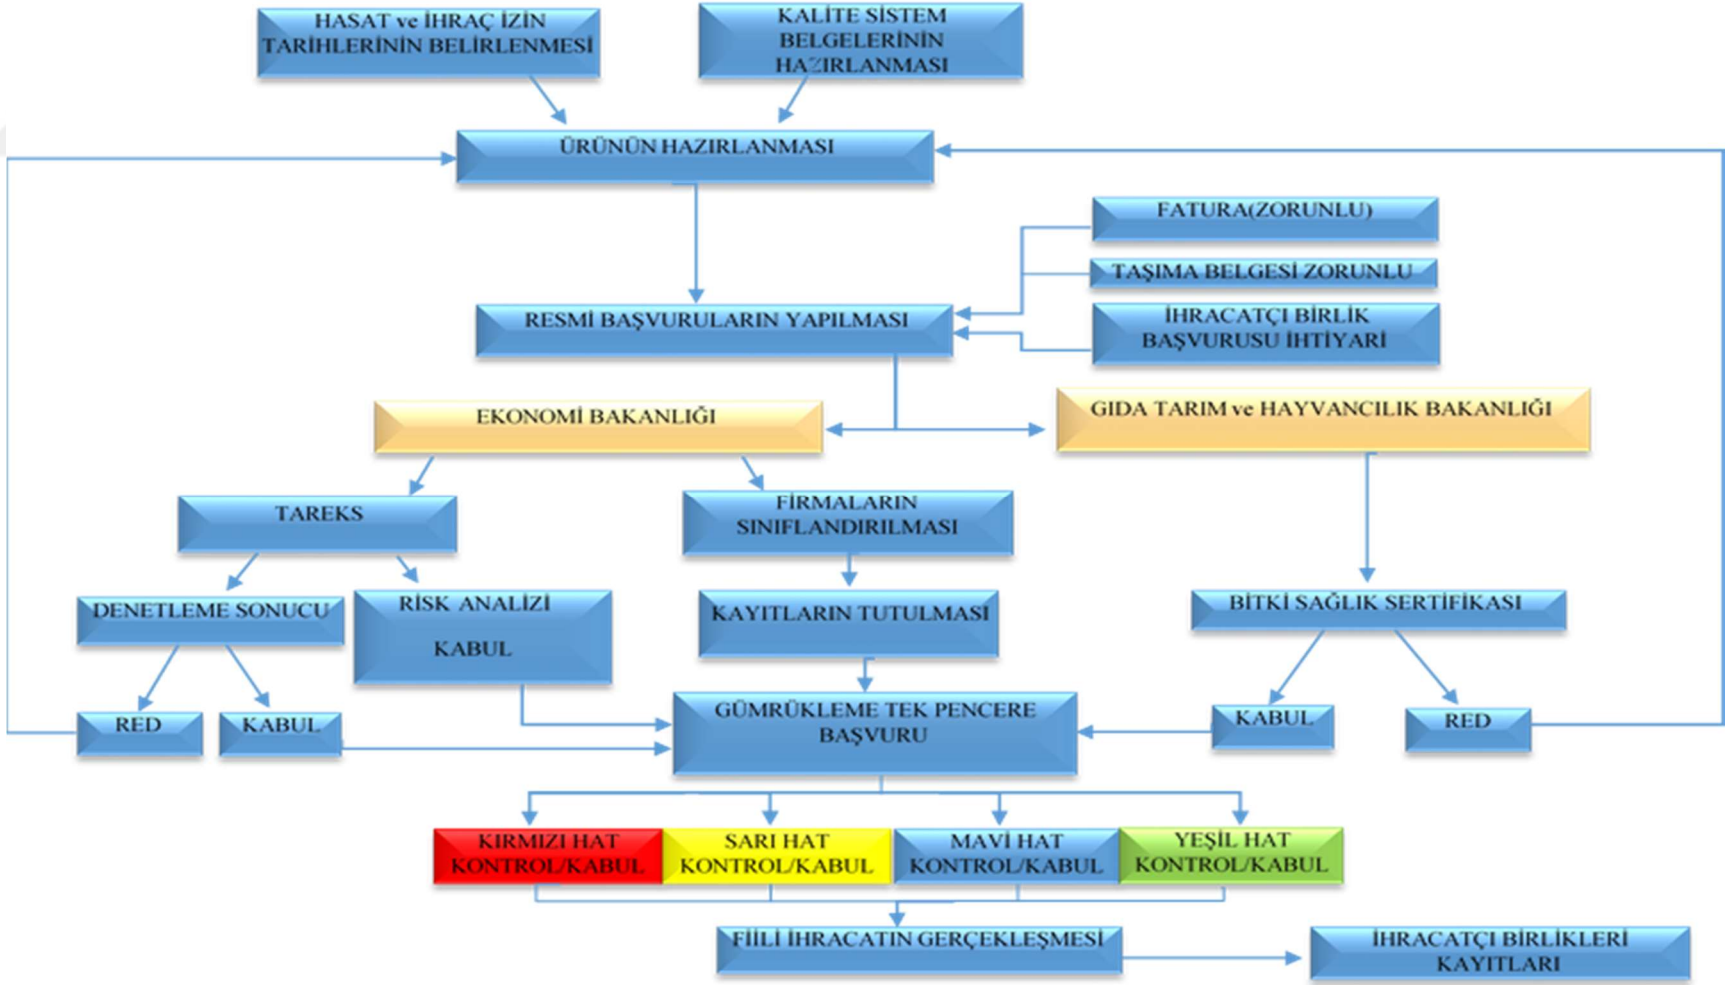 HASAT ve İHRAÇ İZİN
TARİHLERİNİN BELİRLENMESİ
KALİTE SİSTEM
BELGELERİNİN
HAZIRLANMASI
ÜRÜNÜN HAZIRLANMASI
FATURA(ZORUNLU)
TAŞIMA BELGESİ ZORUNLU
RESMİ BAŞVURULARIN YAPILMASI
İHRACATÇI BİRLİK
BAŞVURUSU İHTİYARİ
EKONOMİ BAKANLIĞI
GIDA TARIM ve HAYVANCILIK BAKANLIĞI
TAREKS
FİRMALARIN
SINIFLANDIRILMASI
DENETLEME SONUCU
RİSK ANALİZİ
KABUL
KAYITLARIN TUTULMASI
BİTKİ SAĞLIK SERTİFİKASI
RED
KABUL
GÜMRÜKLEME TEK PENCERE
BAŞVURU
KABUL
RED
KIRMIZI HAT
KONTROL/KABUL
SARI HAT
KONTROL/KABUL
MAVİ HAT
KONTROL/KABUL
YEŞİL HAT
KONTROL/KABUL
FİİLİ İHRACATIN GERÇEKLEŞMESİ
İHRACATÇI BİRLİKLERİ
KAYITLARI